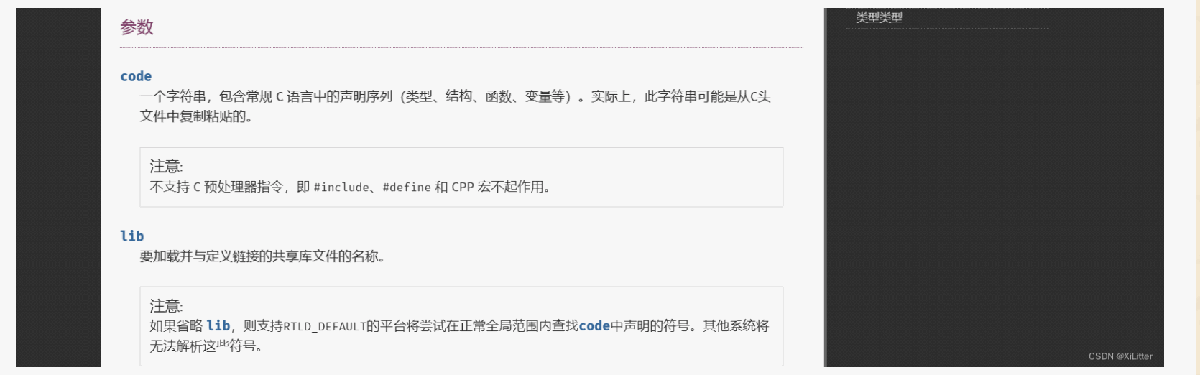 参数
类型类型
code
一个字符串，包含常规 C 语言中的声明序列（类型、结构、函数、变量等）。实际上，此字符串可能是从C头
文件中复制粘贴的。
注意:
不支持 C 预处理器指令，即 #include、#define 和 CPP 宏不起作用。
lib
要加载并与定义链接的共享库文件的名称。
注意:
如果省略 lib，则支持RTLD_DEFAULT的平台将尝试在正常全局范围内查找code中声明的符号。其他系统将
无法解析这些符号。
CSDN @XiLitter